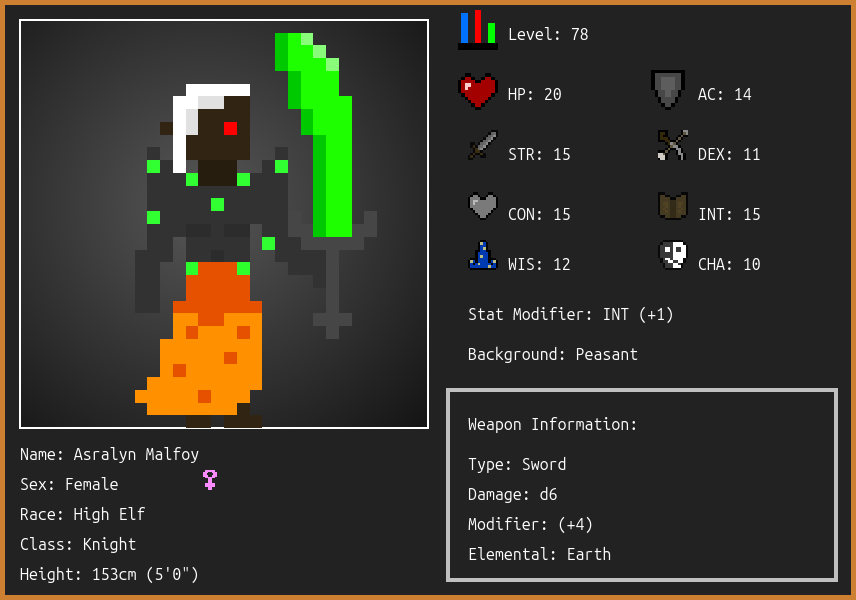 Level: 78
HP: 20
AC: 14
STR: 15
DEX: 11
CON: 15
INT: 15
WIS: 12
CHA: 10
Stat Modifier: INT (+1)
Background: Peasant
Weapon Information:
Type: Sword
Damage: d6
Modifier: (+4)
Elemental: Earth
Name: Asralyn Malfoy
Sex: Female
Race: High Elf
Class: Knight
Height: 153cm (5'0")